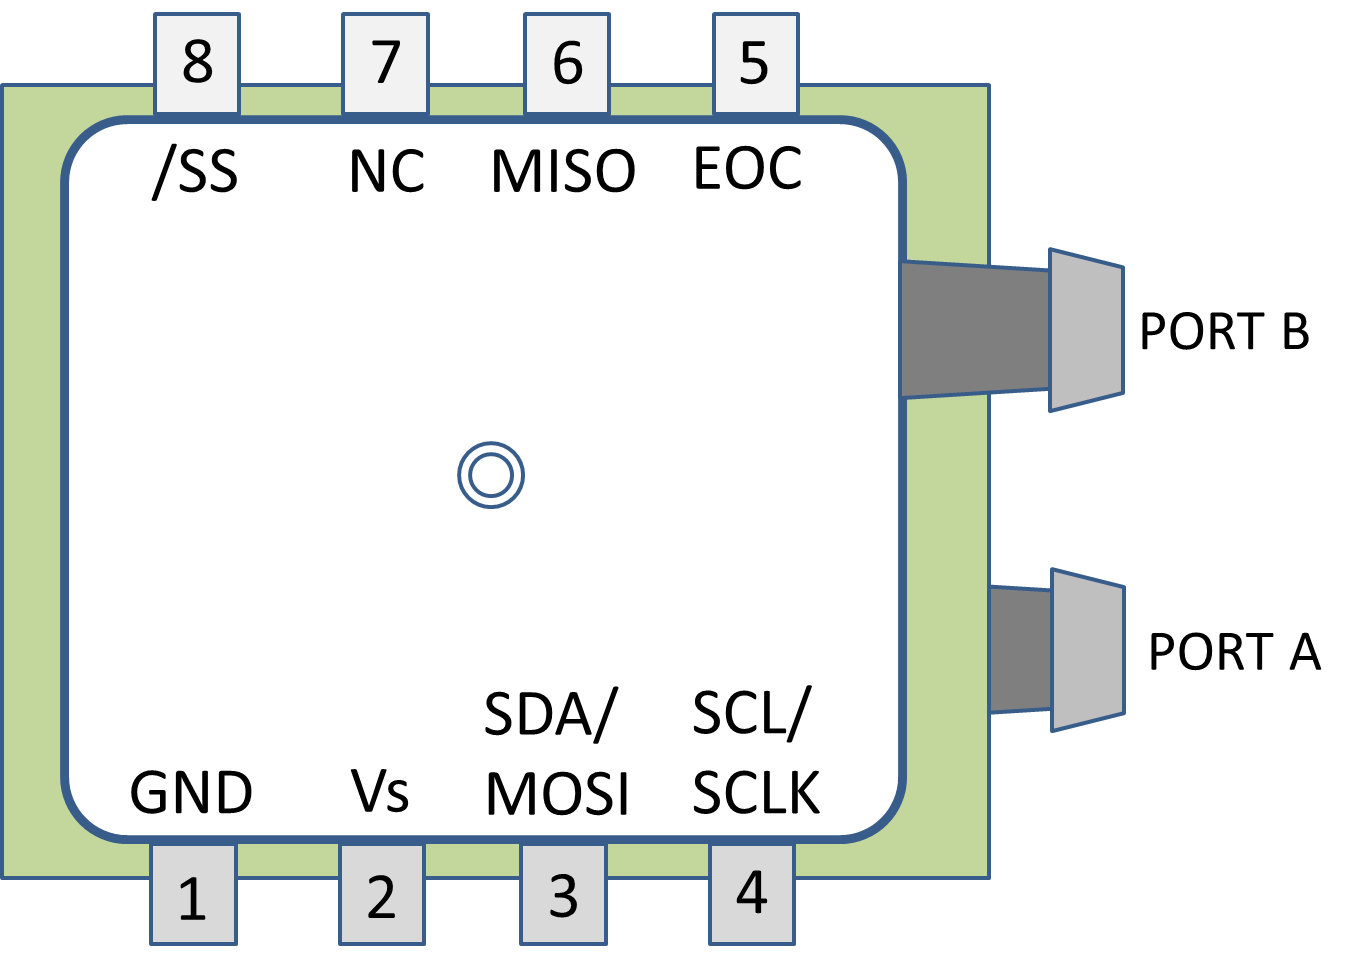 8 7 6 5
/SS NC MISO EOC
PORT B
PORT A
SDA/ SCL/
GND Vs MOSI SCLK
1 2 3 4